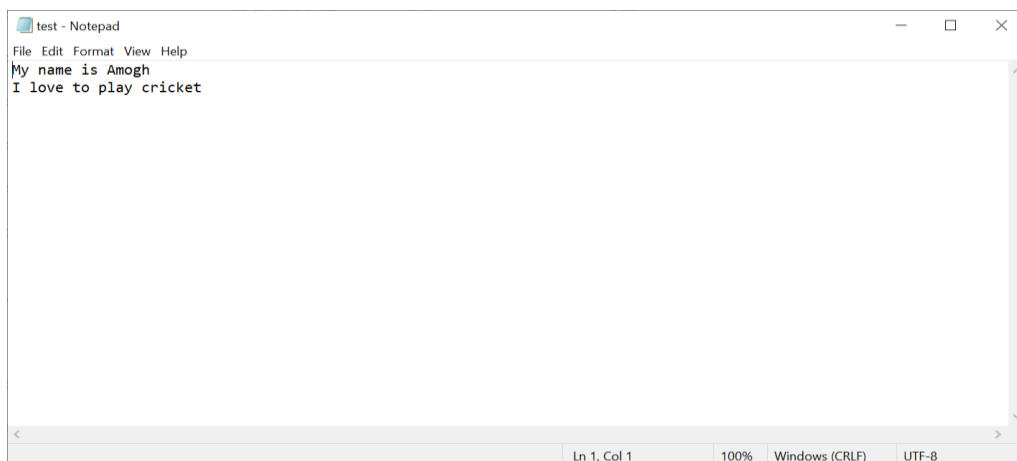 test - Notepad
File Edit Format View Help
My name is Amogh
I love to play cricket
Ln 1, Col 1 100% Windows (CRLF) UTF-8